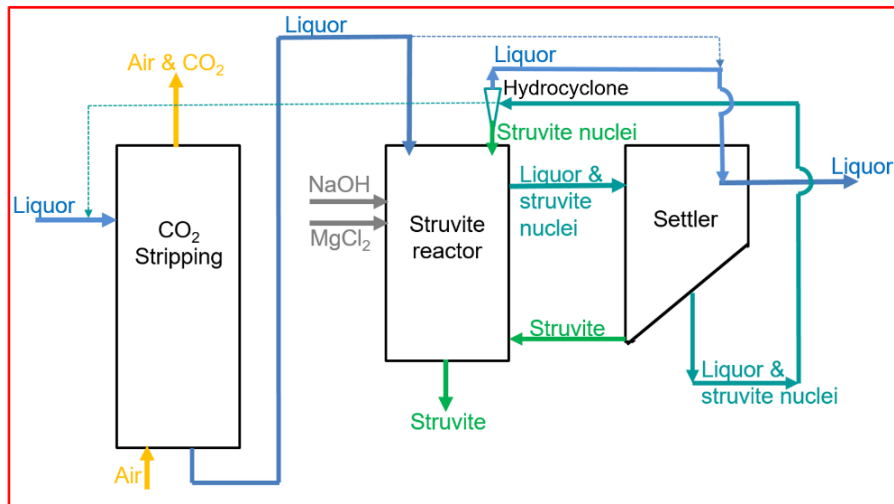 Liquor
Air & CO₂
Liquor
Hydrocyclone
Struvite nuclei
NaOH
MgCl₂
Liquor &
struvite
nuclei
Liquor
Liquor
CO₂
Stripping
Struvite
reactor
Settler
Struvite
Liquor &
struvite nuclei
Struvite
Air